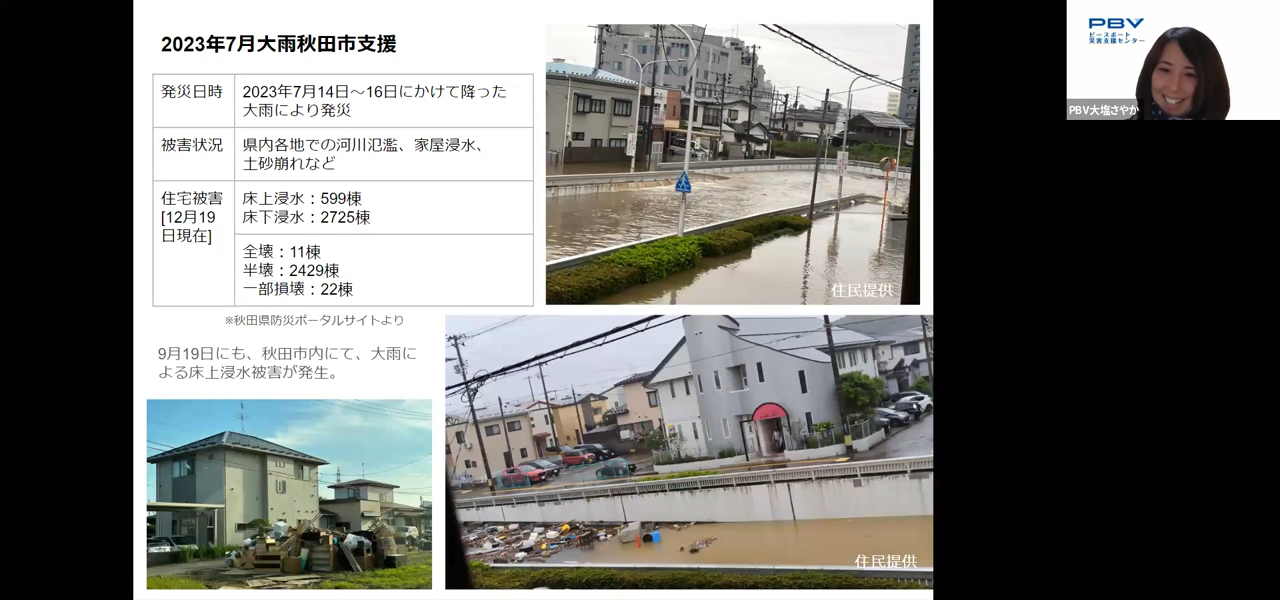 2023年7月大雨秋田市支援
発災日時
2023年7月14日～16日にかけて降った
大雨により発災
被害状況
県内各地での河川氾濫、家屋浸水、
土砂崩れなど
住宅被害
[12月19
日現在]
床上浸水：599棟
床下浸水：2725棟
全壊：11棟
半壊：2429棟
一部損壊：22棟
※秋田県防災ポータルサイトより
9月19日にも、秋田市内にて、大雨に
よる床上浸水被害が発生。
住民提供
住民提供
PBV
ピースボート
災害支援センター
PBV大塩さやか